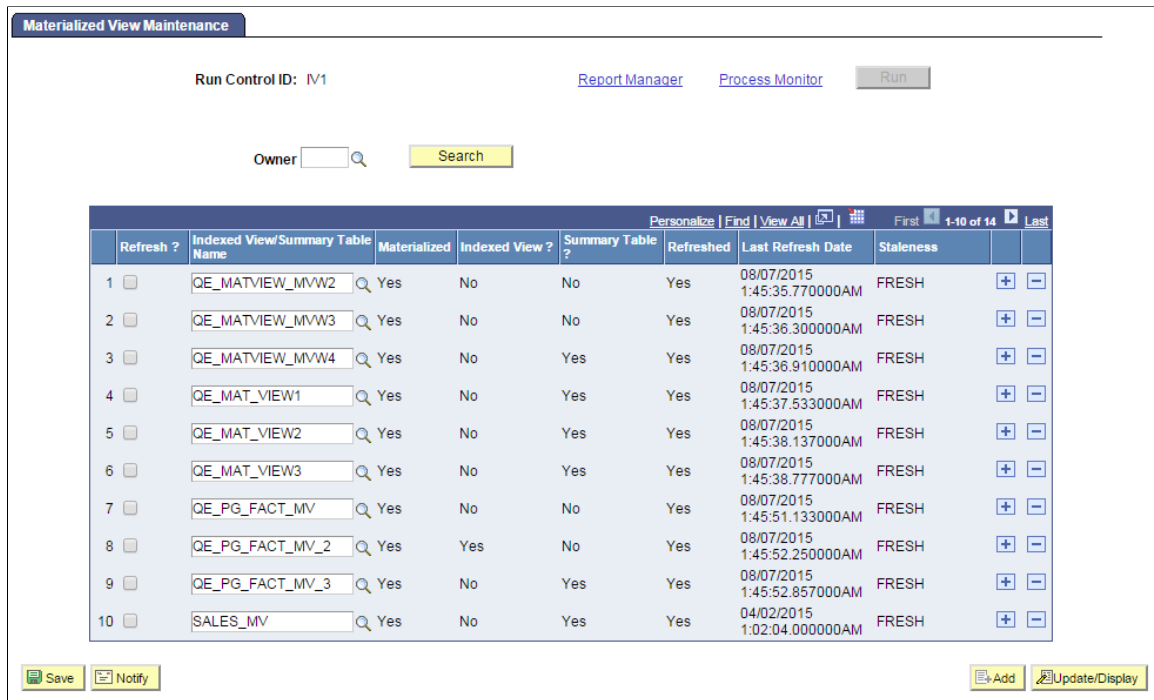 Materialized View Maintenance
Run Control ID: IV1 Report Manager Process Monitor Run
Owner Search
Personalize | Find | View All | | First 1-10 of 14 Last
Refresh ? Indexed View/Summary Table Name Materialized Indexed View ? Summary Table ? Refreshed Last Refresh Date Staleness
1 QE_MATVIEW_MVW2 Yes No No Yes 08/07/2015 1:45:35.770000AM FRESH
2 QE_MATVIEW_MVW3 Yes No No Yes 08/07/2015 1:45:36.300000AM FRESH
3 QE_MATVIEW_MVW4 Yes No Yes Yes 08/07/2015 1:45:36.910000AM FRESH
4 QE_MAT_VIEW1 Yes No Yes Yes 08/07/2015 1:45:37.533000AM FRESH
5 QE_MAT_VIEW2 Yes No Yes Yes 08/07/2015 1:45:38.137000AM FRESH
6 QE_MAT_VIEW3 Yes No Yes Yes 08/07/2015 1:45:38.777000AM FRESH
7 QE_PG_FACT_MV Yes No No Yes 08/07/2015 1:45:51.133000AM FRESH
8 QE_PG_FACT_MV_2 Yes Yes No Yes 08/07/2015 1:45:52.250000AM FRESH
9 QE_PG_FACT_MV_3 Yes No Yes Yes 08/07/2015 1:45:52.857000AM FRESH
10 SALES_MV Yes No Yes Yes 04/02/2015 1:02:04.000000AM FRESH
Save Notify Add Update/Display